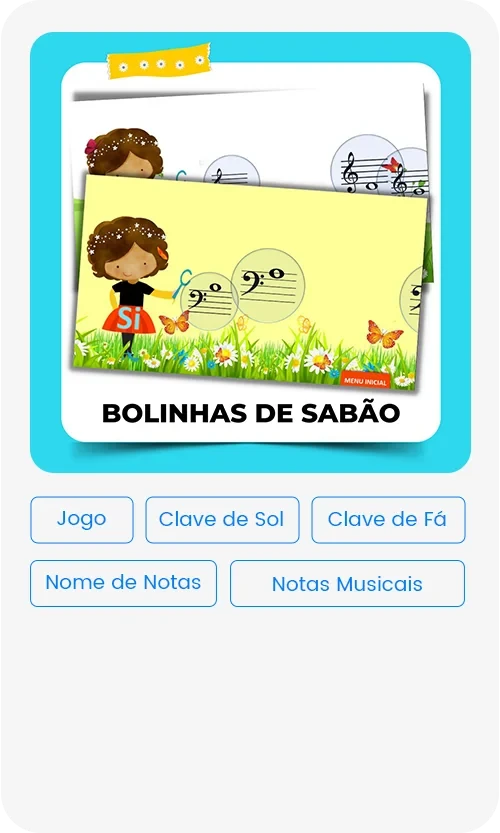 Si
MENU INICIAL
BOLINHAS DE SABÃO
Jogo
Clave de Sol
Clave de Fá
Nome de Notas
Notas Musicais